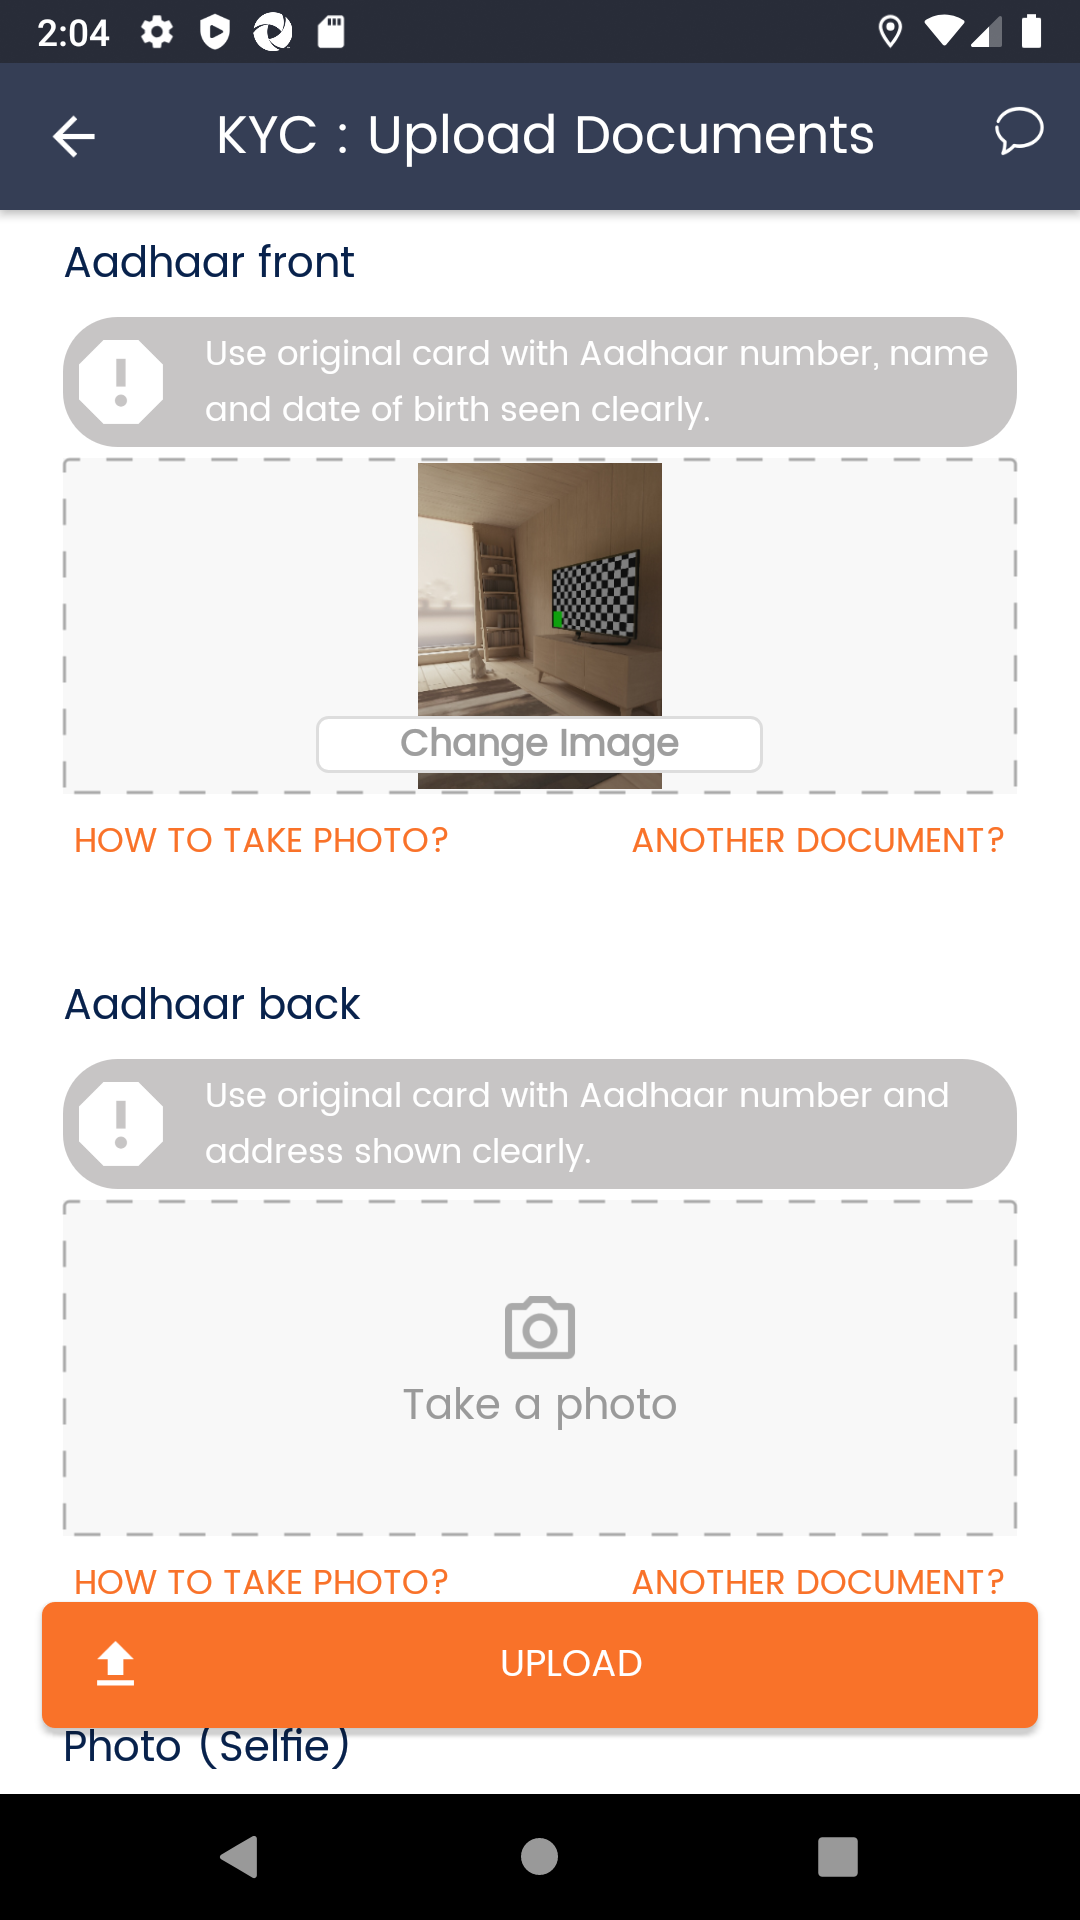 2:04
KYC : Upload Documents
Aadhaar front
Use original card with Aadhaar number, name
and date of birth seen clearly.
Change Image
HOW TO TAKE PHOTO?
ANOTHER DOCUMENT?
Aadhaar back
Use original card with Aadhaar number and
address shown clearly.
Take a photo
HOW TO TAKE PHOTO?
ANOTHER DOCUMENT?
UPLOAD
Photo (Selfie)